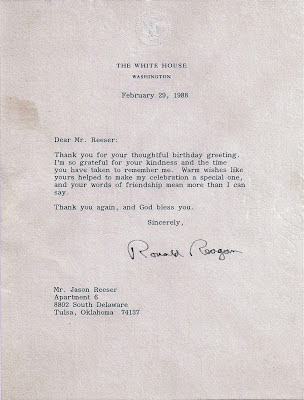 THE WHITE HOUSE
WASHINGTON
February 29, 1988
Dear Mr. Reeser:
Thank you for your thoughtful birthday greeting.
I'm so grateful for your kindness and the time
you have taken to remember me. Warm wishes like
yours helped to make my celebration a special one,
and your words of friendship mean more than I can
say.
Thank you again, and God bless you.
Sincerely,
Ronald Reagan
Mr. Jason Reeser
Apartment 6
8802 South Delaware
Tulsa, Oklahoma 74137